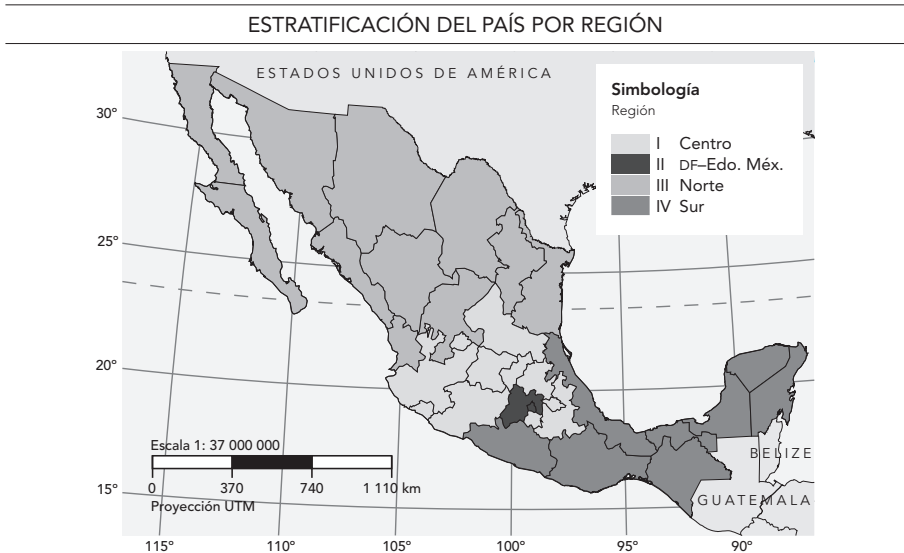 ESTRATIFICACIÓN DEL PAÍS POR REGIÓN
ESTADOS UNIDOS DE AMÉRICA
Simbología
Región
I Centro
II DF–Edo. Méx.
III Norte
IV Sur
30°
25°
20°
15°
Escala 1: 37 000 000
0 370 740 1 110 km
Proyección UTM
BELIZE
GUATEMALA
115° 110° 105° 100° 95° 90°